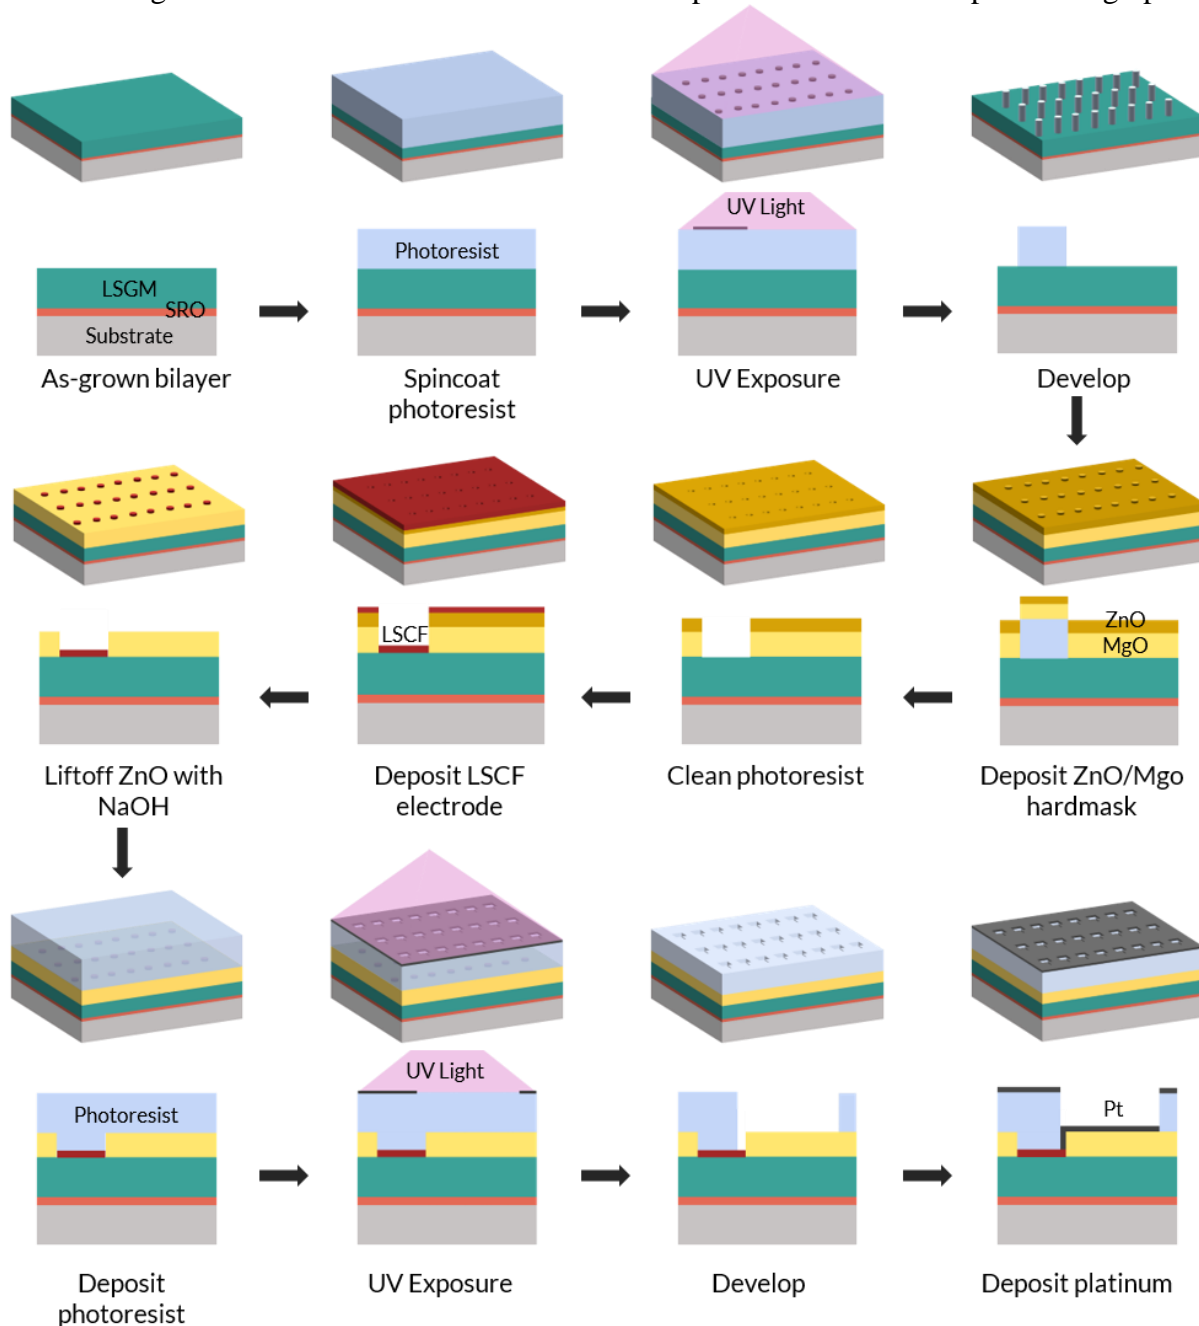 UV Light
Photoresist
LSGM
SRO
Substrate
As-grown bilayer
Spincoat
photoresist
UV Exposure
Develop
ZnO
MgO
LSCF
Liftoff ZnO with
NaOH
Deposit LSCF
electrode
Clean photoresist
Deposit ZnO/Mgo
hardmask
UV Light
Photoresist
Pt
Deposit
photoresist
UV Exposure
Develop
Deposit platinum